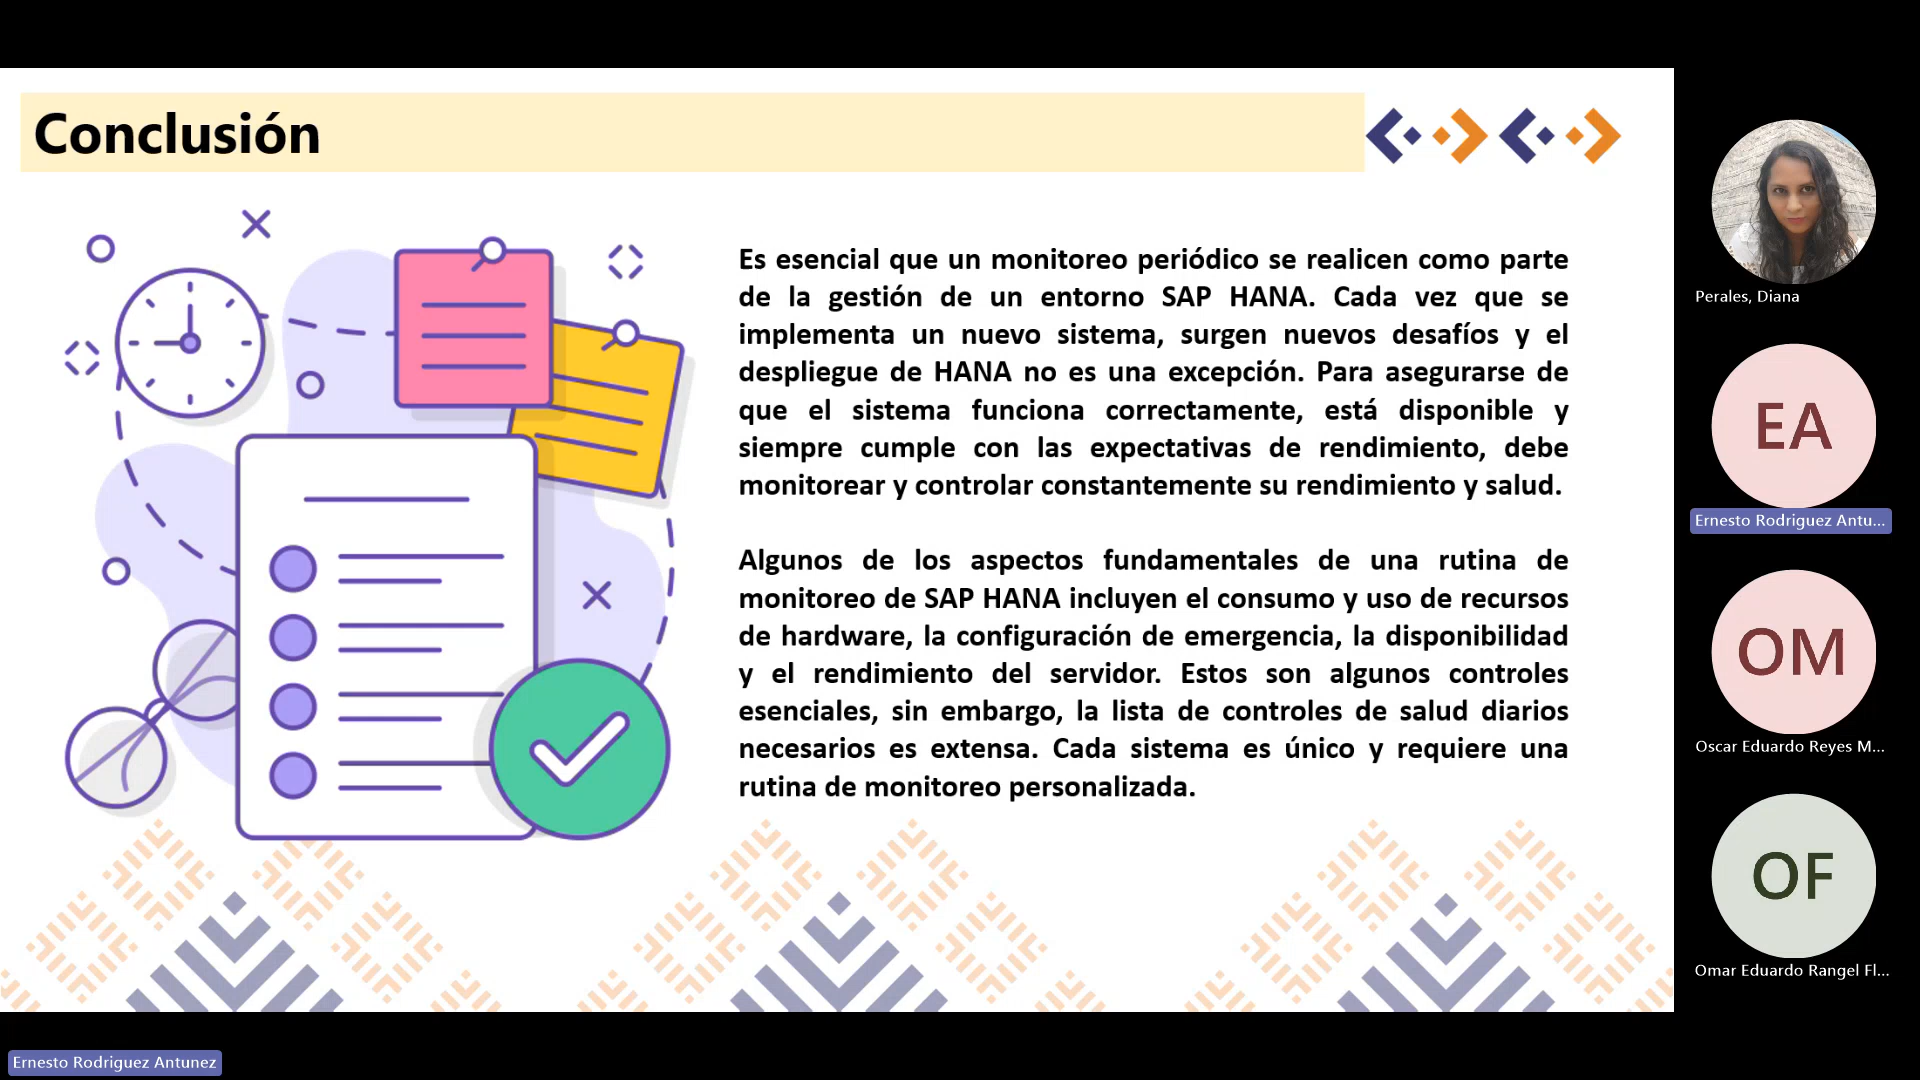 Conclusión
Es esencial que un monitoreo periódico se realicen como parte
de la gestión de un entorno SAP HANA. Cada vez que se
implementa un nuevo sistema, surgen nuevos desafíos y el
despliegue de HANA no es una excepción. Para asegurarse de
que el sistema funciona correctamente, está disponible y
siempre cumple con las expectativas de rendimiento, debe
monitorear y controlar constantemente su rendimiento y salud.
Algunos de los aspectos fundamentales de una rutina de
monitoreo de SAP HANA incluyen el consumo y uso de recursos
de hardware, la configuración de emergencia, la disponibilidad
y el rendimiento del servidor. Estos son algunos controles
esenciales, sin embargo, la lista de controles de salud diarios
necesarios es extensa. Cada sistema es único y requiere una
rutina de monitoreo personalizada.
Perales, Diana
EA
Ernesto Rodriguez Antu...
OM
Oscar Eduardo Reyes M...
OF
Omar Eduardo Rangel Fl...
Ernesto Rodriguez Antunez